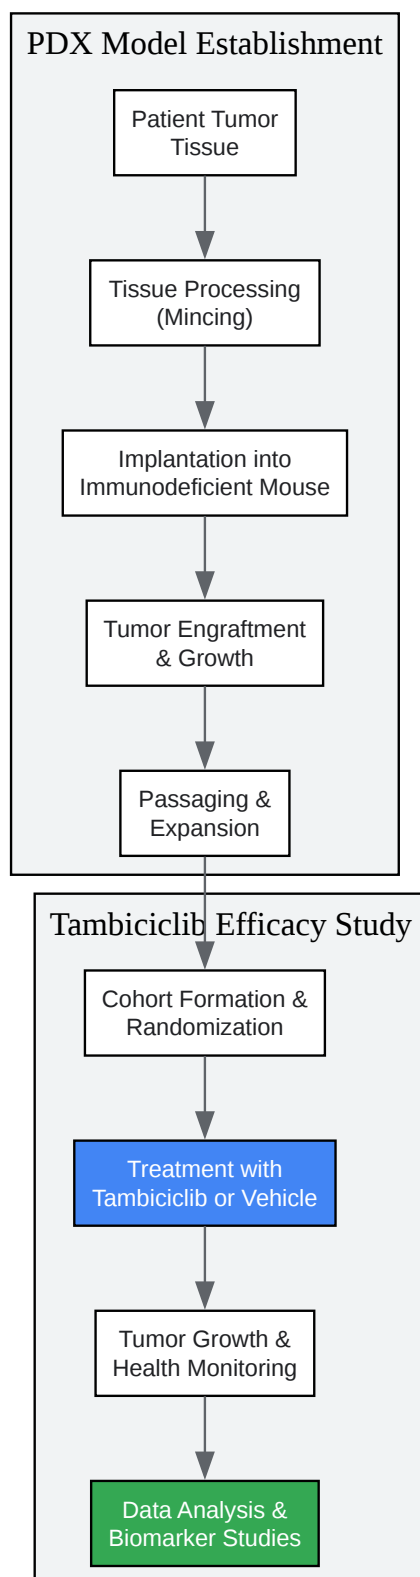 PDX Model Establishment
Patient Tumor
Tissue
Tissue Processing
(Mincing)
Implantation into
Immunodeficient Mouse
Tumor Engraftment
& Growth
Passaging &
Expansion
Tambiciclib Efficacy Study
Cohort Formation &
Randomization
Treatment with
Tambiciclib or Vehicle
Tumor Growth &
Health Monitoring
Data Analysis &
Biomarker Studies